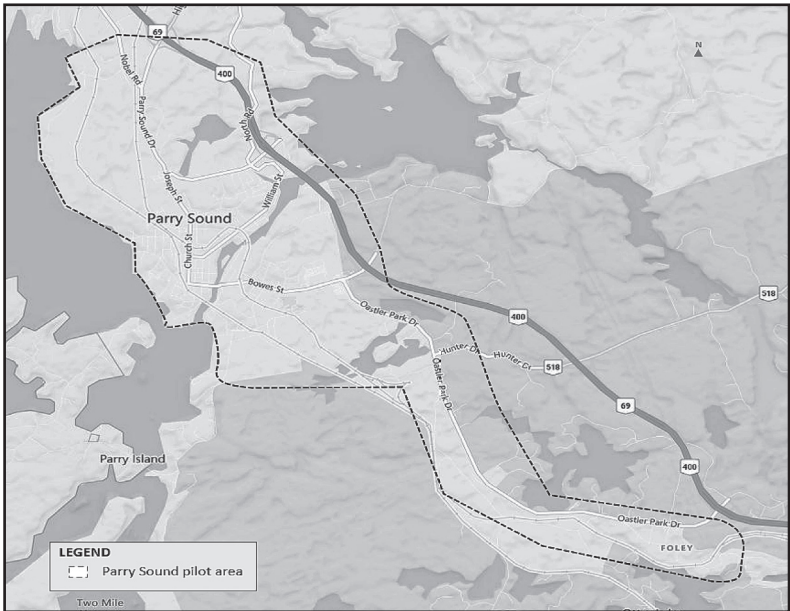 69
N
400
Nobel Rd
Parry Sound Dr
North Rd
Joseph St
William St
Parry Sound
Church St
Bowes St
518
Oastler Park Dr
400
Hunter Dr
Hunter Dr
518
Oastler Park Dr
69
Parry Island
400
Oastler Park Dr
FOLEY
LEGEND
Parry Sound pilot area
Two Mile